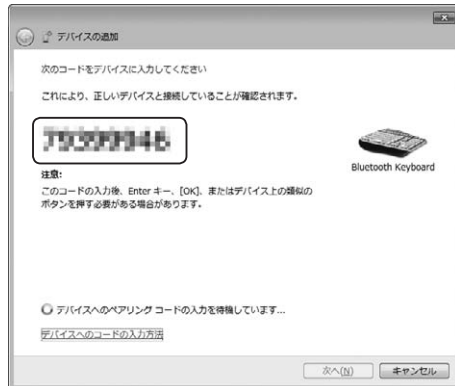 デバイスの追加
次のコードをデバイスに入力してください
これにより、正しいデバイスと接続していることが確認されます。
注意:
このコードの入力後、Enter キー、[OK]、またはデバイス上の類似の
ボタンを押す必要がある場合があります。
Bluetooth Keyboard
デバイスへのペアリング コードの入力を待機しています...
デバイスへのコードの入力方法
次へ(N)
キャンセル